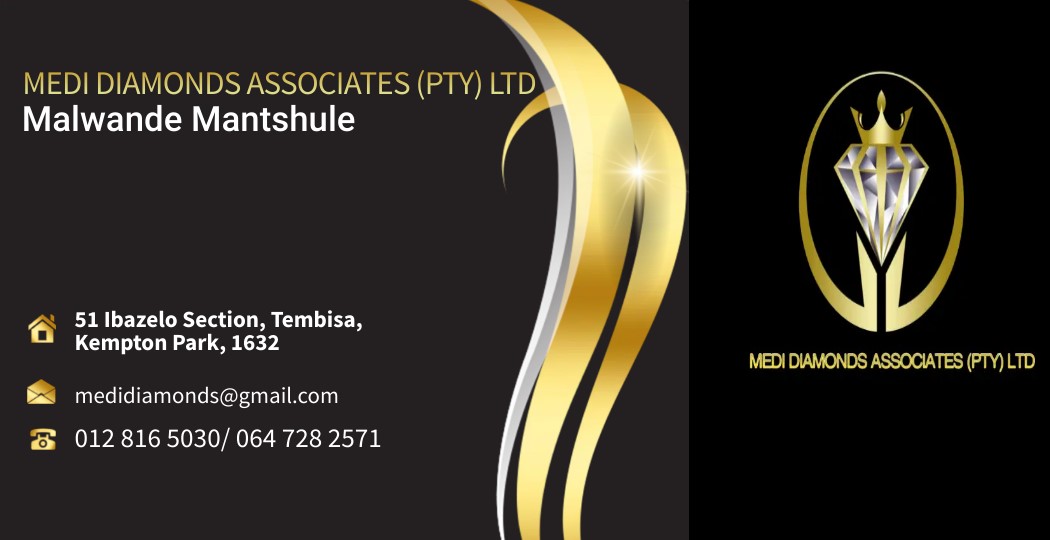 MEDI DIAMONDS ASSOCIATES (PTY) LTD
Malwande Mantshule
51 Ibazelo Section, Tembisa,
Kempton Park, 1632
medidiamonds@gmail.com
012 816 5030/ 064 728 2571
MEDI DIAMONDS ASSOCIATES (PTY) LTD